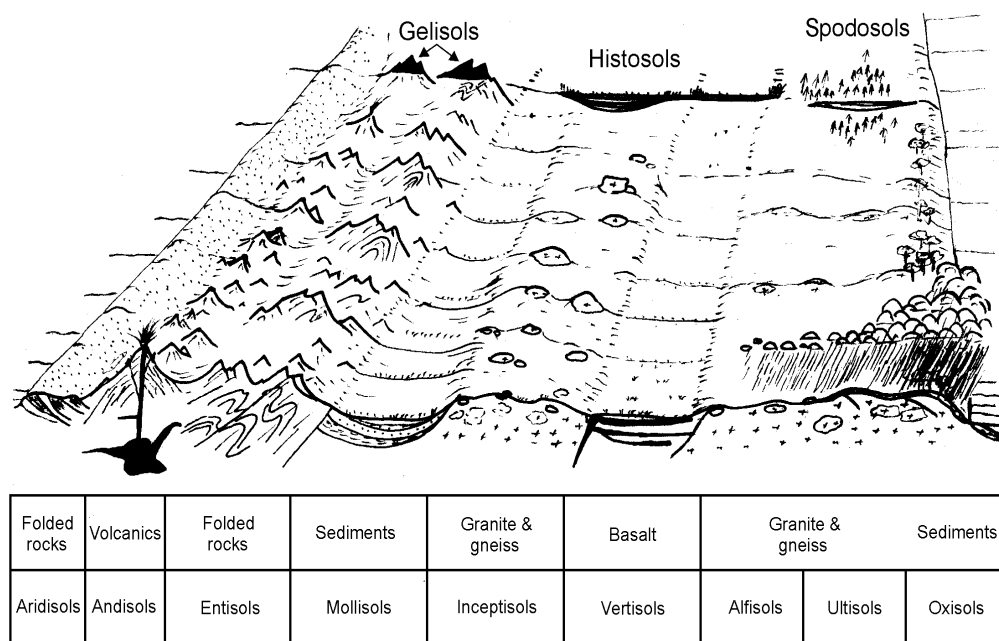 Gelisols
Histosols
Spodosols
Folded
rocks
Volcanics
Folded
rocks
Sediments
Granite &
gneiss
Basalt
Granite &
gneiss
Sediments
Aridisols
Andisols
Entisols
Mollisols
Inceptisols
Vertisols
Alfisols
Ultisols
Oxisols